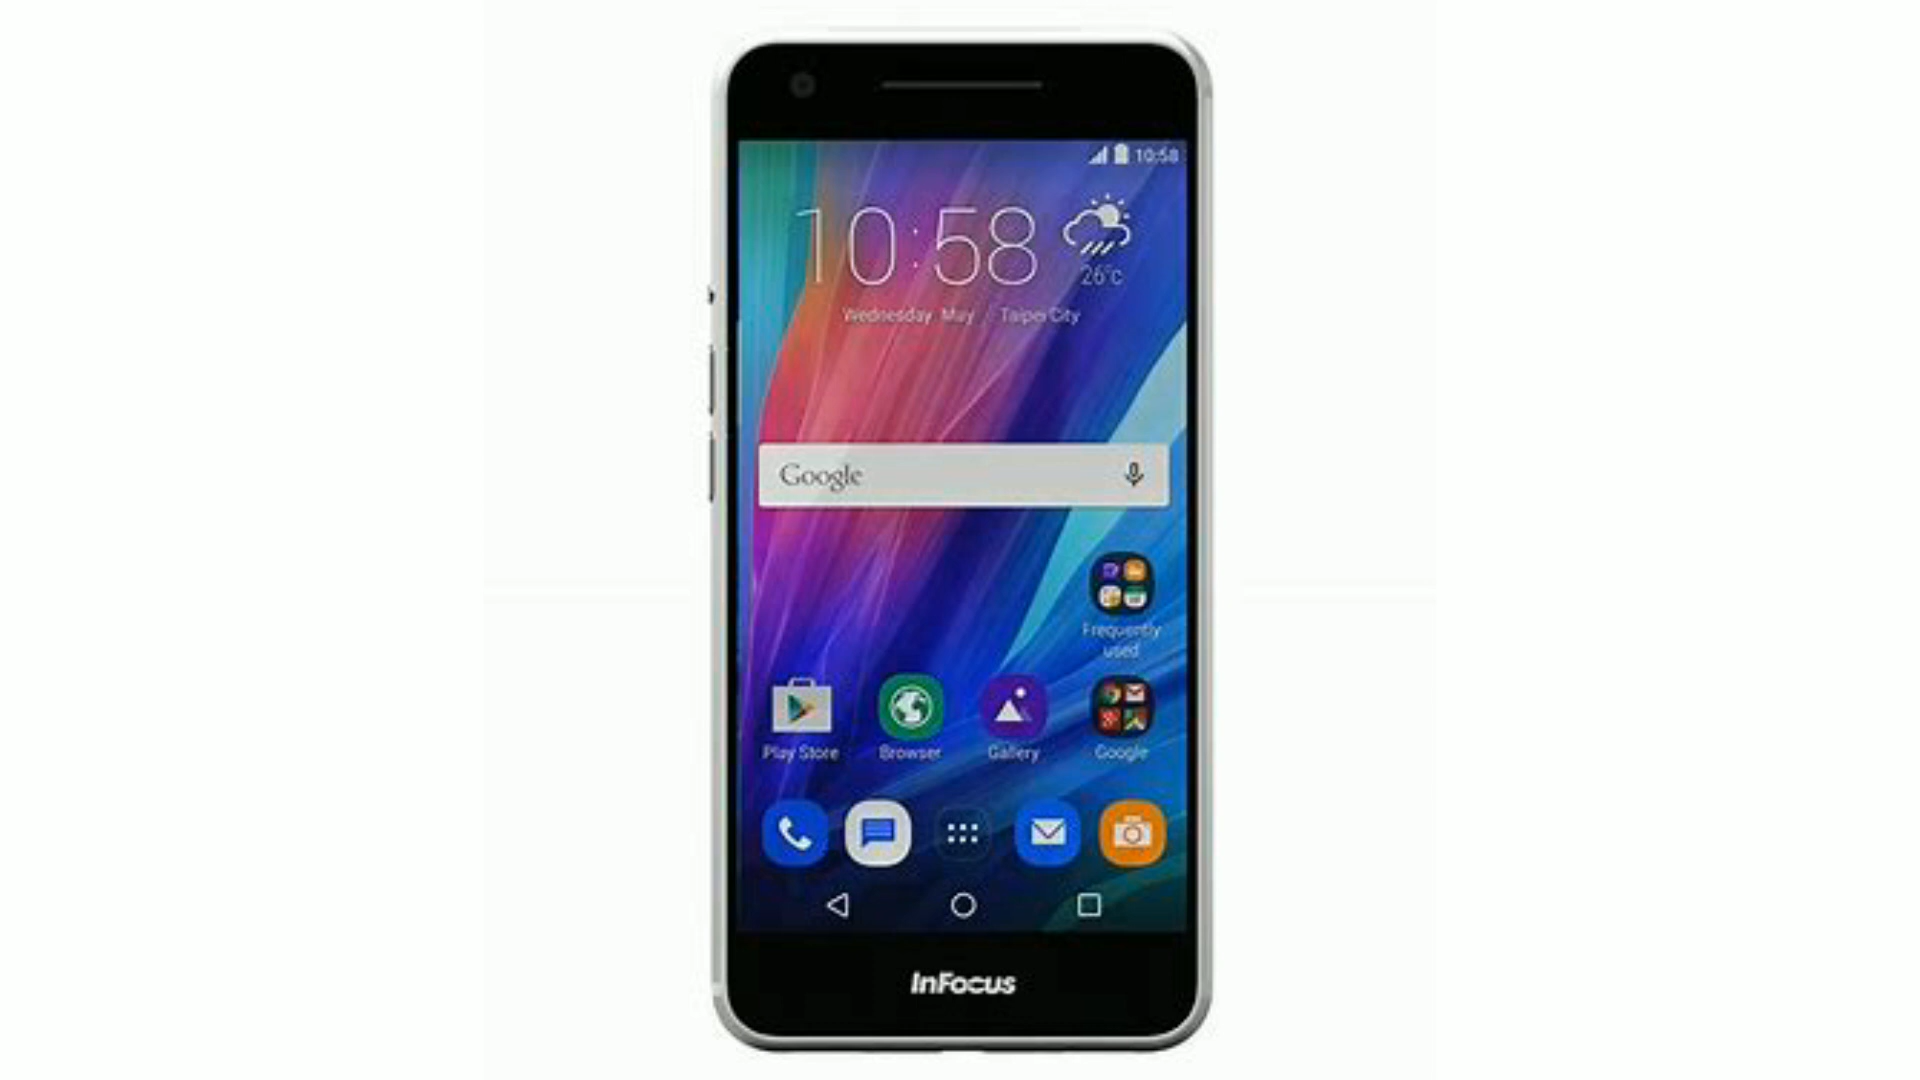 10:58
10:58
26°c
Wednesday May / Taipei City
Google
Frequently
used
Play Store
Browser
Gallery
Google
InFocus